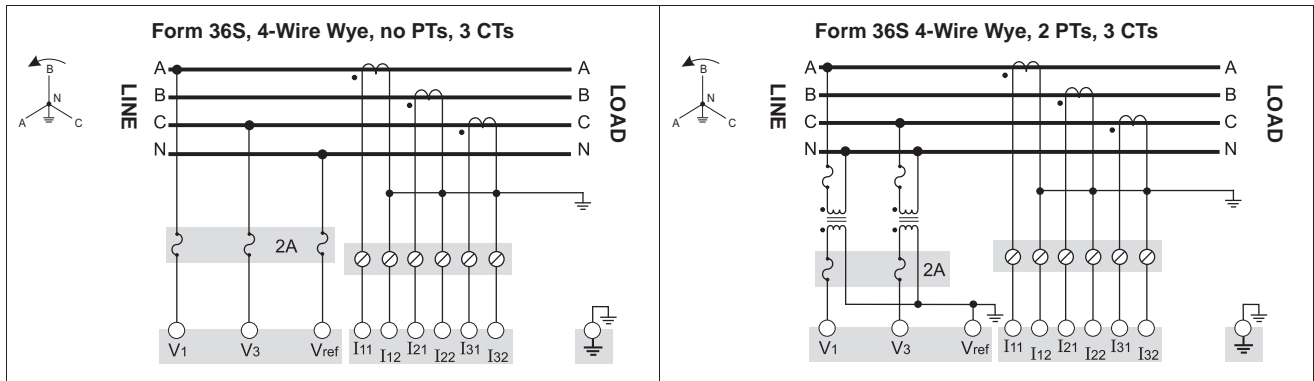 Form 36S, 4-Wire Wye, no PTs, 3 CTs
B
N
A
C
LINE
A
A
B
B
C
C
N
N
LOAD
2A
V1
V3
Vref
I11
I12
I21
I22
I31
I32
Form 36S 4-Wire Wye, 2 PTs, 3 CTs
B
N
A
C
LINE
A
A
B
B
C
C
N
N
LOAD
2A
V1
V3
Vref
I11
I12
I21
I22
I31
I32